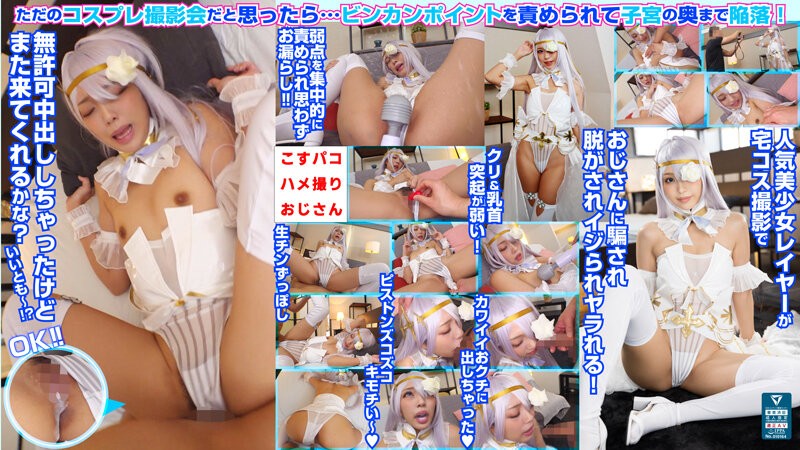 ただのコスプレ撮影会だと思ったら…ビンカンポイントを責められて子宮の奥まで陥落！
無許可中出ししちゃったけど
また来てくれるかな？いいとも～!?
OK!!
弱点を集中的に
責められ思わず
お漏らし!!
こすパコ
ハメ撮り
おじさん
クリ&乳首
突起が弱い！
生チンずっぽし
ピストンズコズコ
キモチい～♥
カワイイおクチに
出しちゃった♥
人気美少女レイヤーが
宅コス撮影で
おじさんに騙され
脱がされイジられヤラれる！